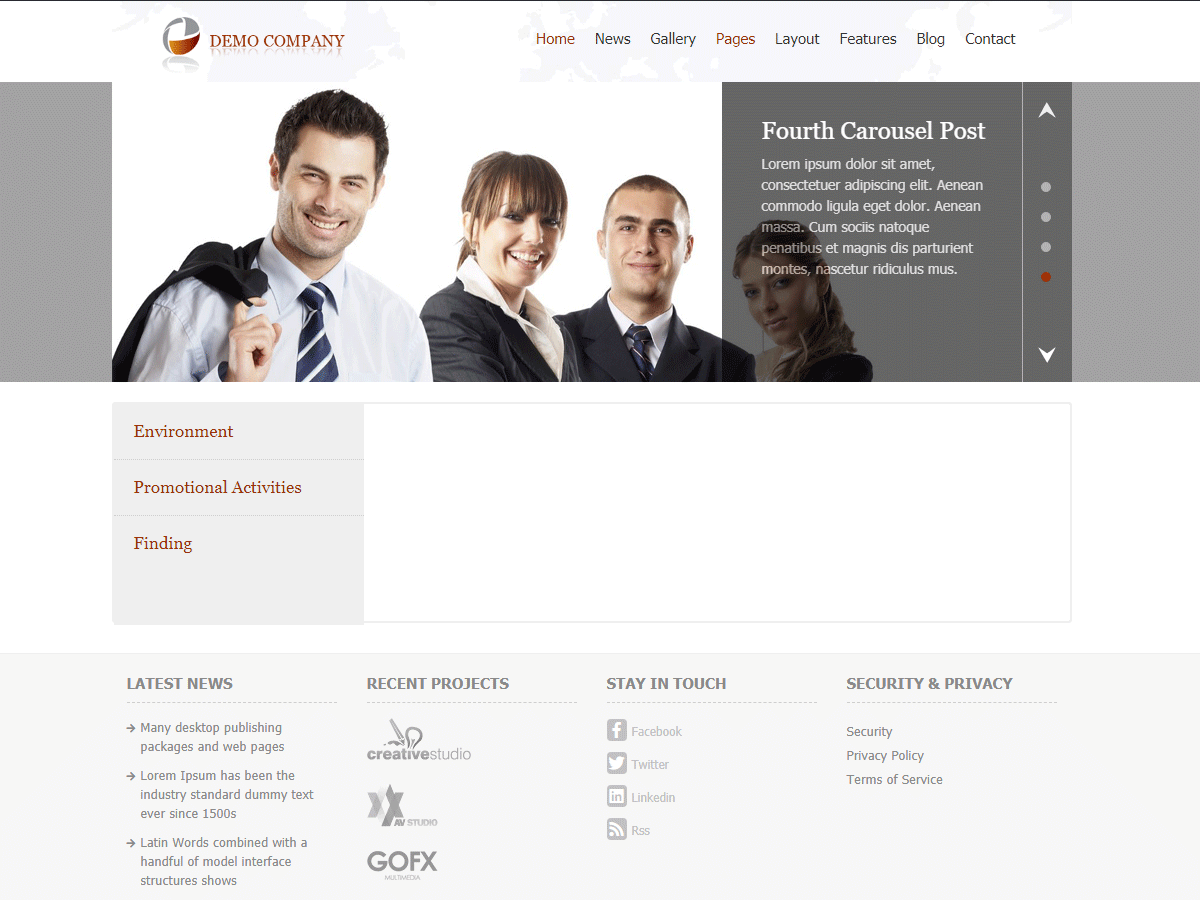 DEMO COMPANY
Home News Gallery Pages Layout Features Blog Contact
Fourth Carousel Post
Lorem ipsum dolor sit amet,
consectetuer adipiscing elit. Aenean
commodo ligula eget dolor. Aenean
massa. Cum sociis natoque
penatibus et magnis dis parturient
montes, nascetur ridiculus mus.
Environment
Promotional Activities
Finding
LATEST NEWS
Many desktop publishing
packages and web pages
Lorem Ipsum has been the
industry standard dummy text
ever since 1500s
Latin Words combined with a
handful of model interface
structures shows
RECENT PROJECTS
creativestudio
AV STUDIO
GOFX
MULTIMEDIA
STAY IN TOUCH
Facebook
Twitter
Linkedin
Rss
SECURITY & PRIVACY
Security
Privacy Policy
Terms of Service